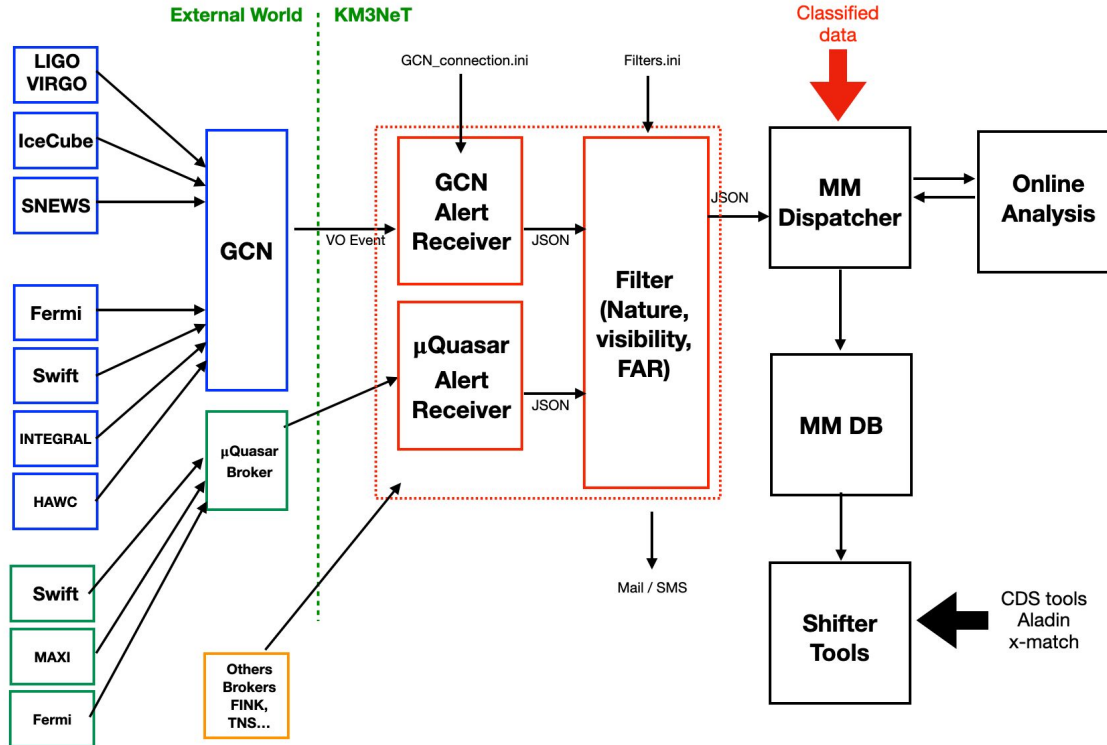 External World
KM3NeT
Classified
data
LIGO
VIRGO
IceCube
SNEWS
Fermi
Swift
INTEGRAL
HAWC
Swift
MAXI
Fermi
GCN
μQuasar
Broker
Others
Brokers
FINK,
TNS...
VO Event
GCN_connection.ini
Filters.ini
GCN
Alert
Receiver
JSON
μQuasar
Alert
Receiver
JSON
Filter
(Nature,
visibility,
FAR)
Mail / SMS
JSON
MM
Dispatcher
Online
Analysis
MM DB
Shifter
Tools
CDS tools
Aladin
x-match